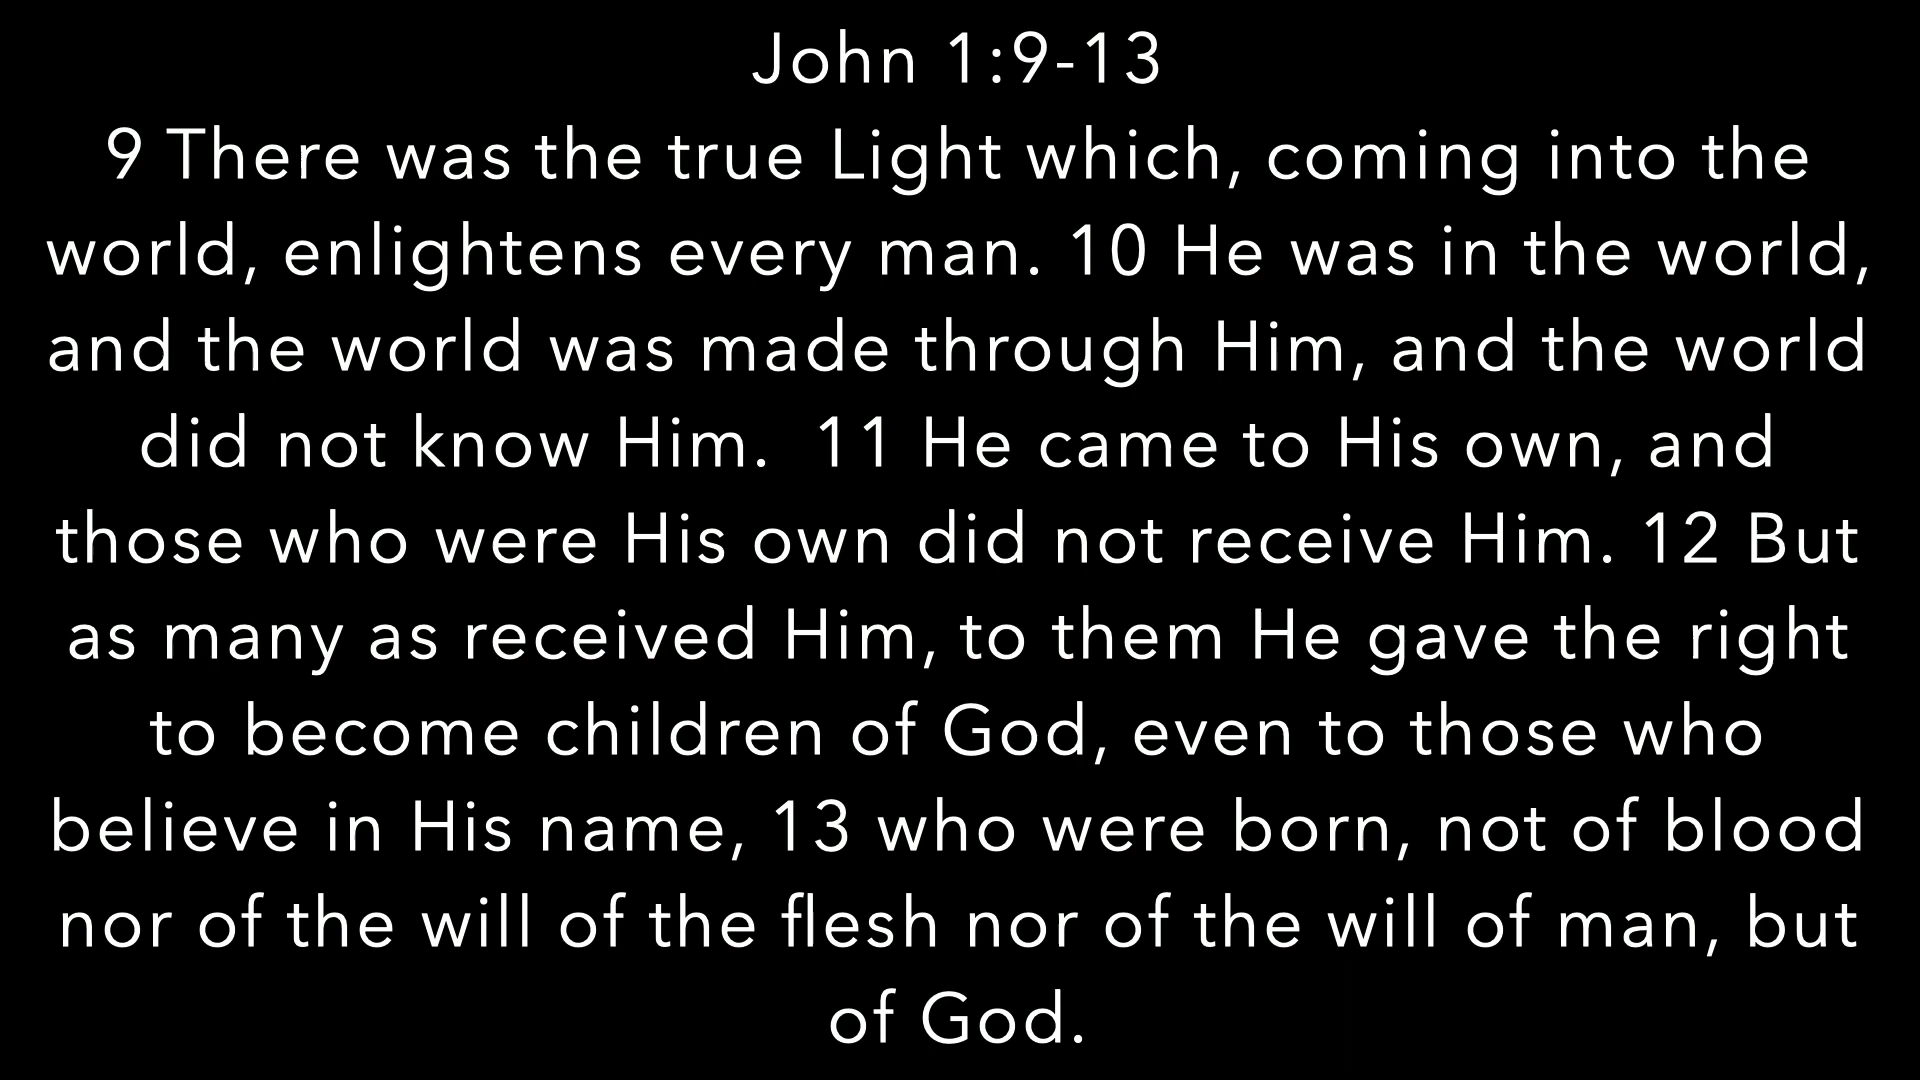 John 1:9-13
9 There was the true Light which, coming into the
world, enlightens every man. 10 He was in the world,
and the world was made through Him, and the world
did not know Him.  11 He came to His own, and
those who were His own did not receive Him. 12 But
as many as received Him, to them He gave the right
to become children of God, even to those who
believe in His name, 13 who were born, not of blood
nor of the will of the flesh nor of the will of man, but
of God.